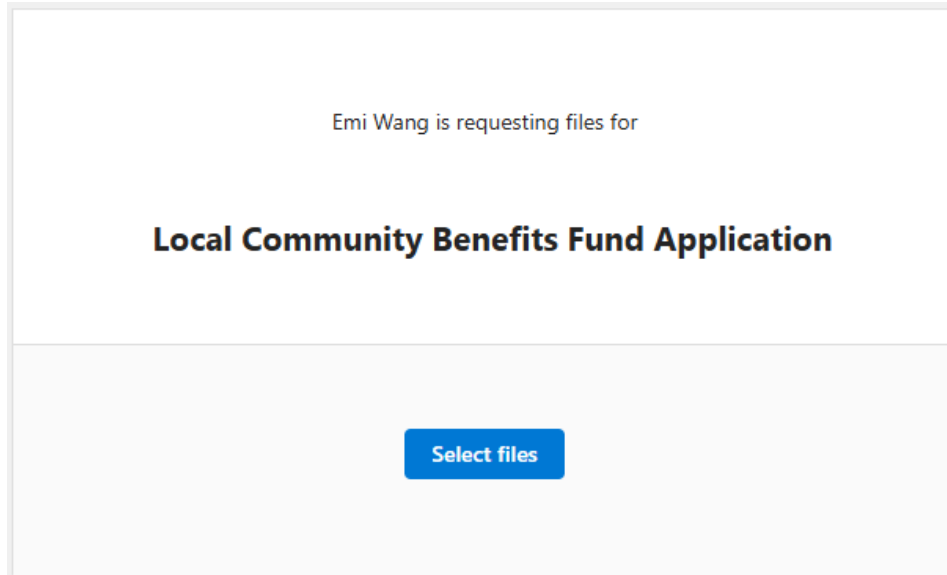 Emi Wang is requesting files for
Local Community Benefits Fund Application
Select files